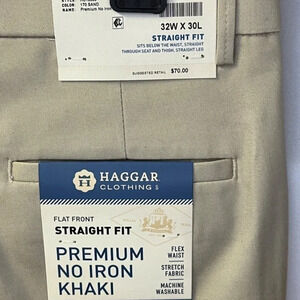 COLOR: 170 SAND
NAME: Premium No Iron
32W X 30L
STRAIGHT FIT
SITS BELOW THE WAIST, STRAIGHT
THROUGH SEAT AND THIGH, STRAIGHT LEG
SUGGESTED RETAIL $70.00
H
HAGGAR
CLOTHING
FLAT FRONT
STRAIGHT FIT
PREMIUM
NO IRON
KHAKI
FLEX
WAIST
STRETCH
FABRIC
MACHINE
WASHABLE